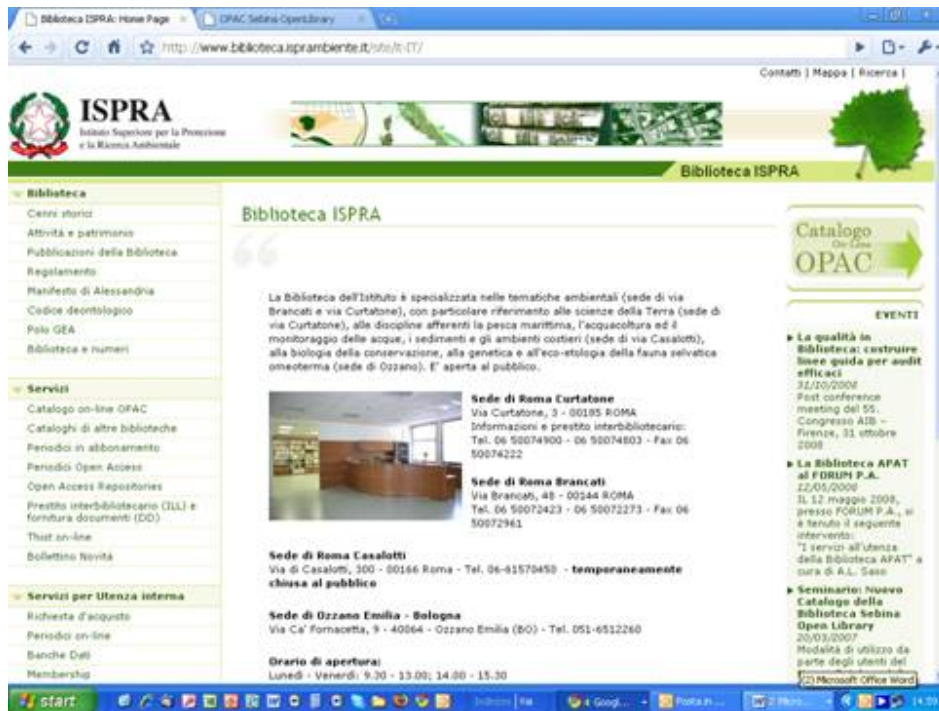 Biblioteca ISPRA: Home Page
OPAC Sebina OpenLibrary
http://www.biblioteca.isprambiente.it/site/it-IT/
Contatti | Mappa | Ricerca |
ISPRA
Istituto Superiore per la Protezione
e la Ricerca Ambientale
Biblioteca ISPRA
Biblioteca
Cenni storici
Attività e patrimonio
Pubblicazioni della Biblioteca
Regolamento
Manifesto di Alessandria
Codice deontologico
Polo GEA
Biblioteca e numeri
Servizi
Catalogo on-line OPAC
Cataloghi di altre biblioteche
Periodici in abbonamento
Periodici Open Access
Open Access Repositories
Prestito interbibliotecario (ILL) e
fornitura documenti (DD)
Thist on-line
Bollettino Novità
Servizi per Utenza interna
Richiesta d'acquisto
Periodici on-line
Banche Dati
Membership
Biblioteca ISPRA
La Biblioteca dell'Istituto è specializzata nelle tematiche ambientali (sede di via
Brancati e via Curtatone), con particolare riferimento alle scienze della Terra (sede di
via Curtatone), alle discipline afferenti la pesca marittima, l'acquacoltura ed il
monitoraggio delle acque, i sedimenti e gli ambienti costieri (sede di via Casalotti),
alla biologia della conservazione, alla genetica e all'eco-etologia della fauna selvatica
omeoterma (sede di Ozzano). E' aperta al pubblico.
Sede di Roma Curtatone
Via Curtatone, 3 - 00185 ROMA
Informazioni e prestito interbibliotecario:
Tel. 06 50074900 - 06 50074803 - Fax 06
50074222
Sede di Roma Brancati
Via Brancati, 48 - 00144 ROMA
Tel. 06 50072423 - 06 50072273 - Fax 06
50072961
Sede di Roma Casalotti
Via di Casalotti, 300 - 00166 Roma - Tel. 06-61570450 - temporaneamente
chiusa al pubblico
Sede di Ozzano Emilia - Bologna
Via Ca' Fornacetta, 9 - 40064 - Ozzano Emilia (BO) - Tel. 051-6512260
Orario di apertura:
Lunedì - Venerdì: 9.30 - 13.00; 14.00 - 15.30
Catalogo
On-Line
OPAC
EVENTI
La qualità in
Biblioteca: costruire
linee guida per audit
efficaci
31/10/2008
Post conference
meeting del 55.
Congresso AIB –
Firenze, 31 ottobre
2008
La Biblioteca APAT
al FORUM P.A.
12/05/2008
IL 12 maggio 2008,
presso FORUM P.A., si
è tenuto il seguente
intervento:
"I servizi all'utenza
della Biblioteca APAT" a
cura di A.L. Saso
Seminario: Nuovo
Catalogo della
Biblioteca Sebina
Open Library
20/03/2007
Modalità di utilizzo da
parte degli utenti del
(2) Microsoft Office Word
start
4 Googl...
Posta in ...
2 Micro...
14.59